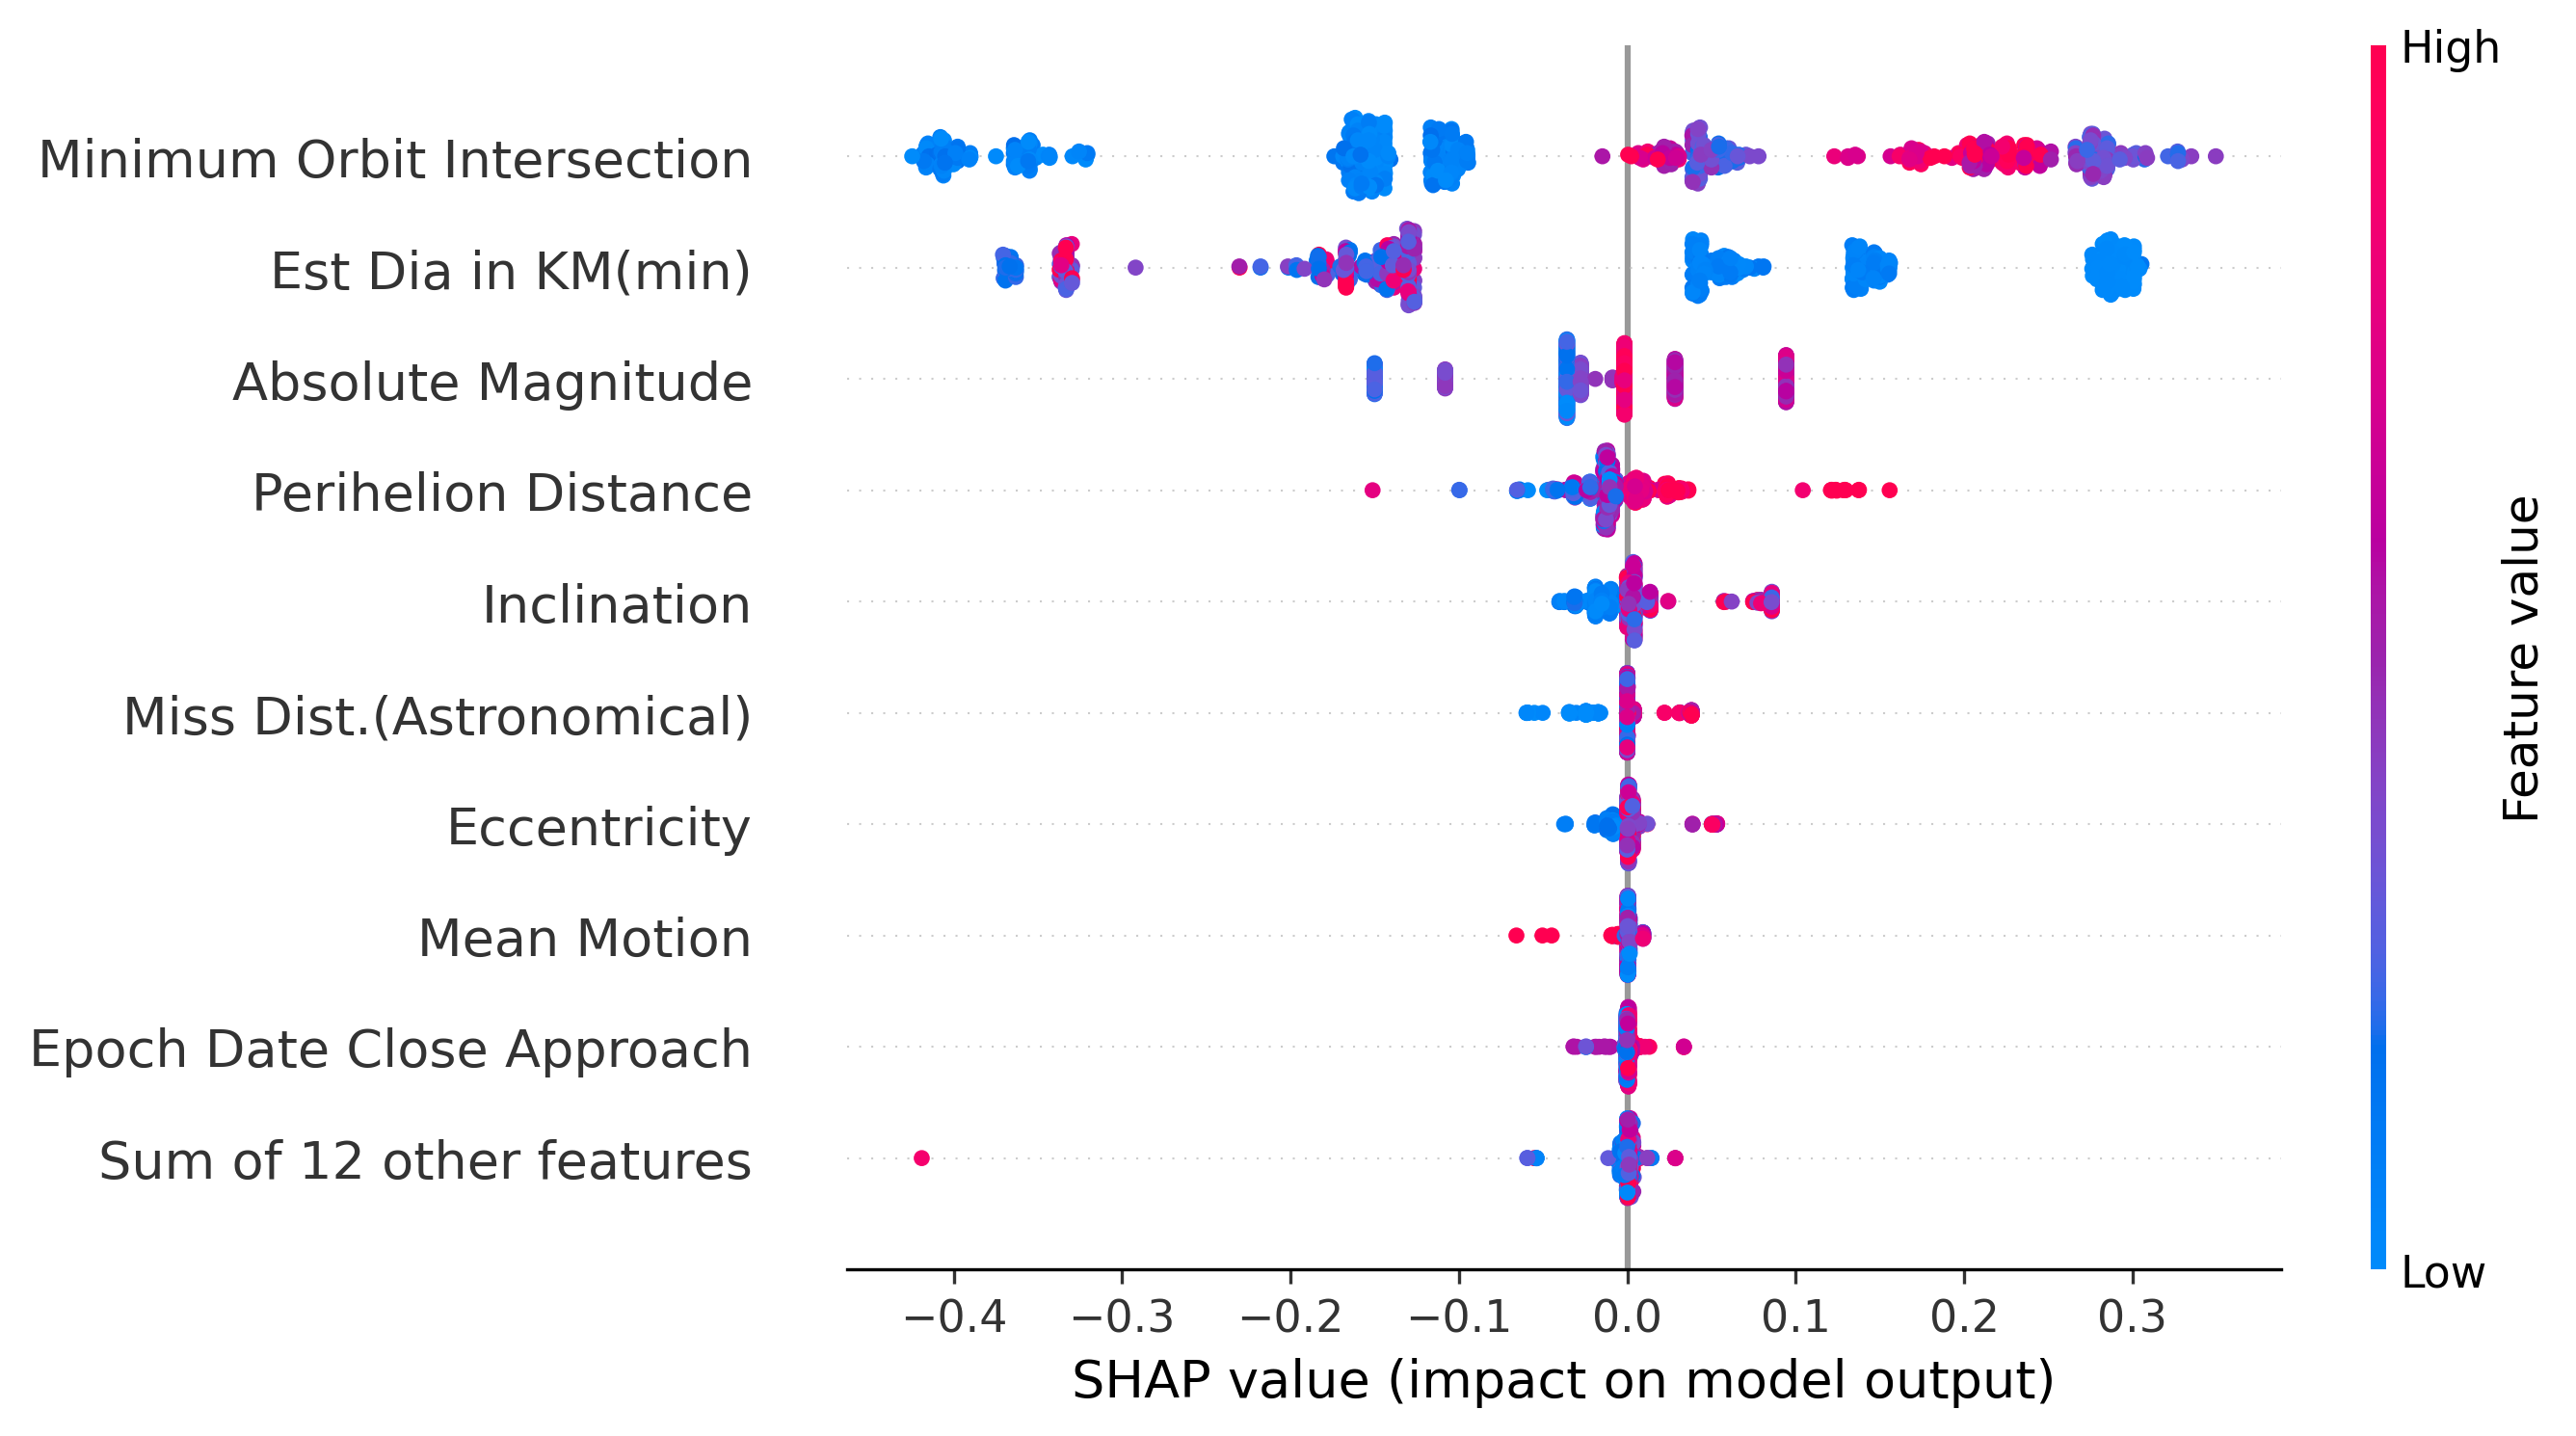 High
Minimum Orbit Intersection
Est Dia in KM(min)
Absolute Magnitude
Perihelion Distance
Inclination
Miss Dist.(Astronomical)
Eccentricity
Mean Motion
Epoch Date Close Approach
Sum of 12 other features
Feature value
Low
−0.4 −0.3 −0.2 −0.1 0.0 0.1 0.2 0.3
SHAP value (impact on model output)